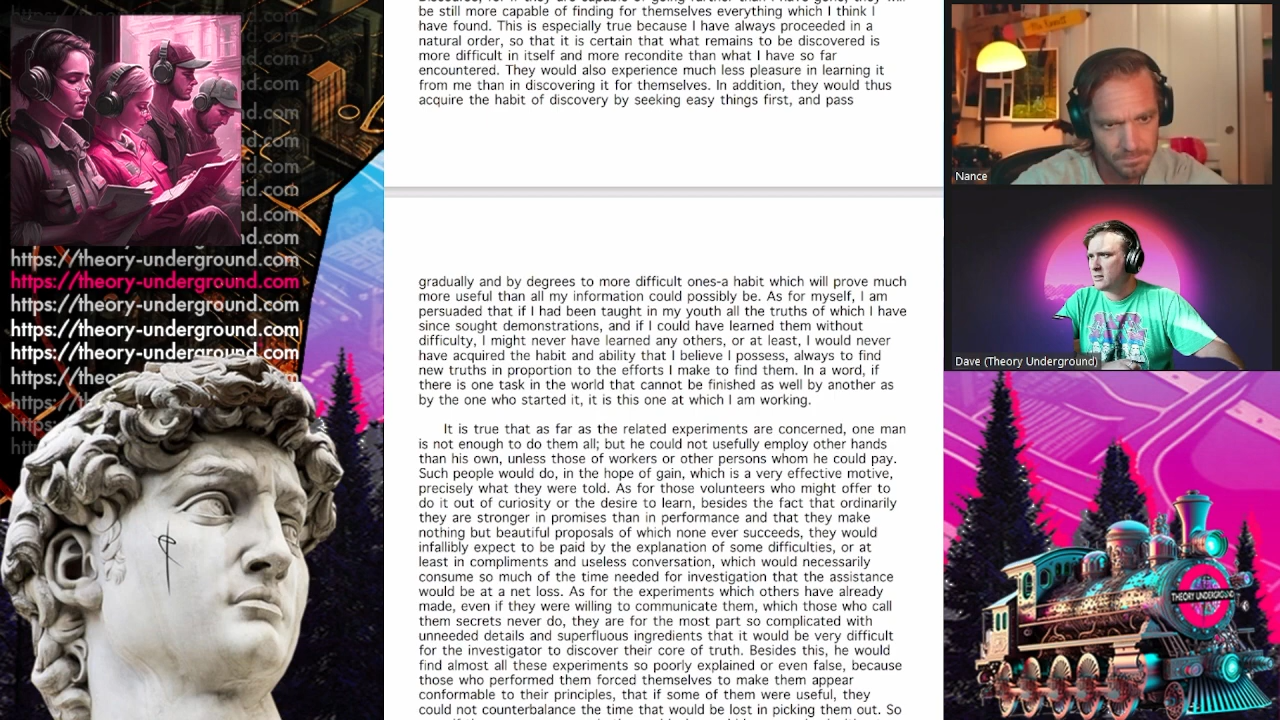 https://theory-underground.com
https://theory-underground.com
https://theory-underground.com
https://theory-underground.com
https://theory-underground.com
be still more capable of finding for themselves everything which I think I
have found. This is especially true because I have always proceeded in a
natural order, so that it is certain that what remains to be discovered is
more difficult in itself and more recondite than what I have so far
encountered. They would also experience much less pleasure in learning it
from me than in discovering it for themselves. In addition, they would thus
acquire the habit of discovery by seeking easy things first, and pass
gradually and by degrees to more difficult ones-a habit which will prove much
more useful than all my information could possibly be. As for myself, I am
persuaded that if I had been taught in my youth all the truths of which I have
since sought demonstrations, and if I could have learned them without
difficulty, I might never have learned any others, or at least, I would never
have acquired the habit and ability that I believe I possess, always to find
new truths in proportion to the efforts I make to find them. In a word, if
there is one task in the world that cannot be finished as well by another as
by the one who started it, it is this one at which I am working.
It is true that as far as the related experiments are concerned, one man
is not enough to do them all; but he could not usefully employ other hands
than his own, unless those of workers or other persons whom he could pay.
Such people would do, in the hope of gain, which is a very effective motive,
precisely what they were told. As for those volunteers who might offer to
do it out of curiosity or the desire to learn, besides the fact that ordinarily
they are stronger in promises than in performance and that they make
nothing but beautiful proposals of which none ever succeeds, they would
infallibly expect to be paid by the explanation of some difficulties, or at
least in compliments and useless conversation, which would necessarily
consume so much of the time needed for investigation that the assistance
would be at a net loss. As for the experiments which others have already
made, even if they were willing to communicate them, which those who call
them secrets never do, they are for the most part so complicated with
unneeded details and superfluous ingredients that it would be very difficult
for the investigator to discover their core of truth. Besides this, he would
find almost all these experiments so poorly explained or even false, because
those who performed them forced themselves to make them appear
conformable to their principles, that if some of them were useful, they
could not counterbalance the time that would be lost in picking them out. So
Nance
Dave (Theory Underground)
THEORY UNDERGROUND